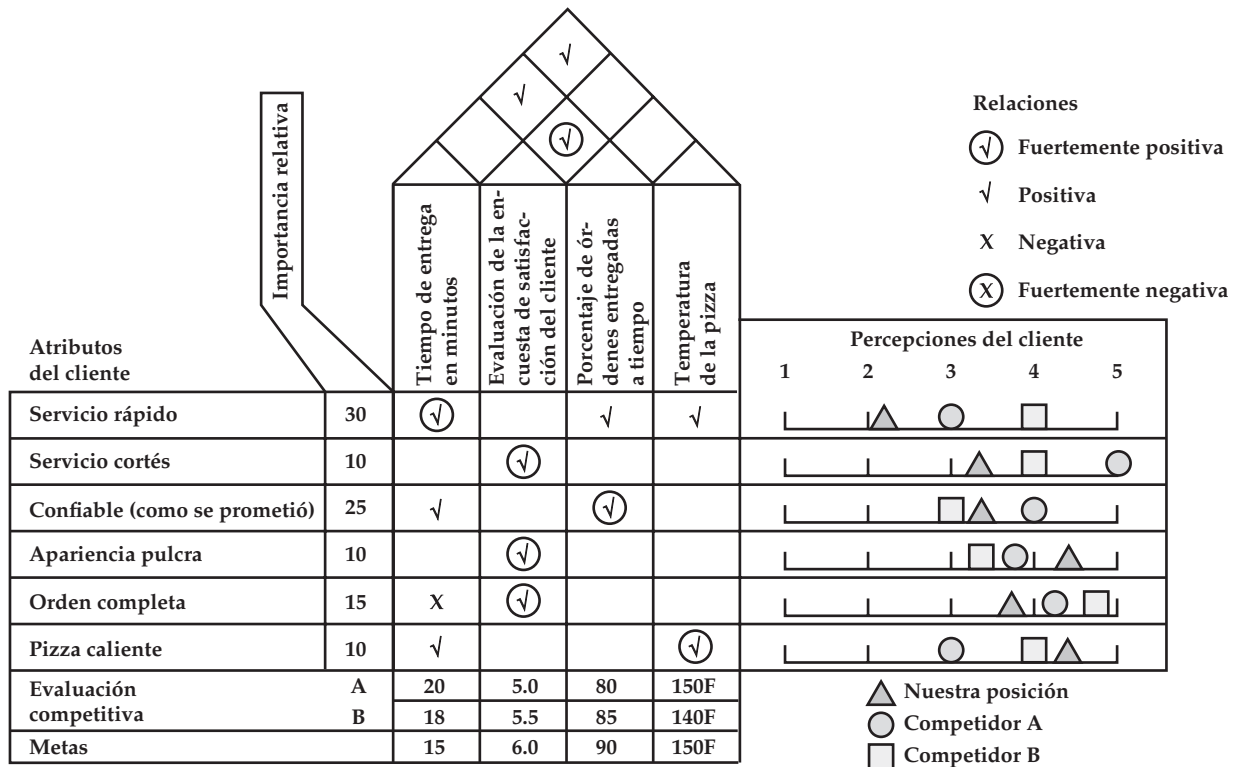 √
√
√
Relaciones
√ Fuertemente positiva
√ Positiva
X Negativa
X Fuertemente negativa
Importancia relativa
Tiempo de entrega
en minutos
Evaluación de la en-
cuesta de satisfac-
ción del cliente
Porcentaje de ór-
denes entregadas
a tiempo
Temperatura
de la pizza
Atributos
del cliente
Percepciones del cliente
1 2 3 4 5
Servicio rápido 30 √ √ √
Servicio cortés 10 √
Confiable (como se prometió) 25 √ √
Apariencia pulcra 10 √
Orden completa 15 X √
Pizza caliente 10 √ √
Evaluación
competitiva
A 20 5.0 80 150F
B 18 5.5 85 140F
Metas 15 6.0 90 150F
Nuestra posición
Competidor A
Competidor B